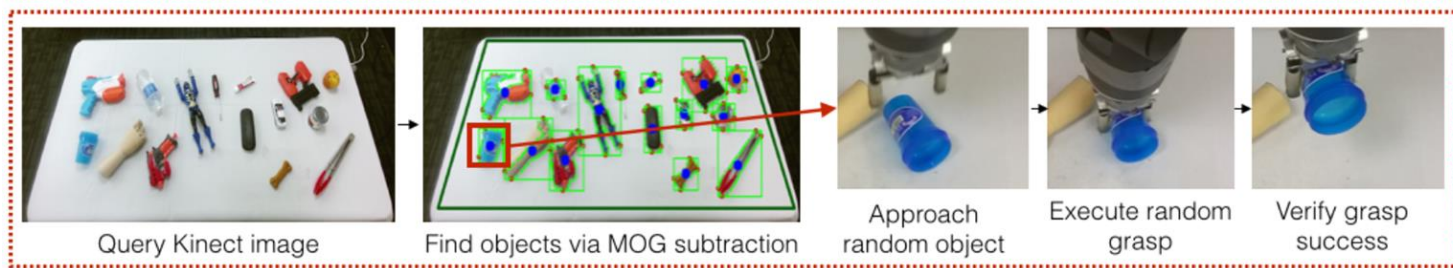 Query Kinect image
Find objects via MOG subtraction
Approach
random object
Execute random
grasp
Verify grasp
success